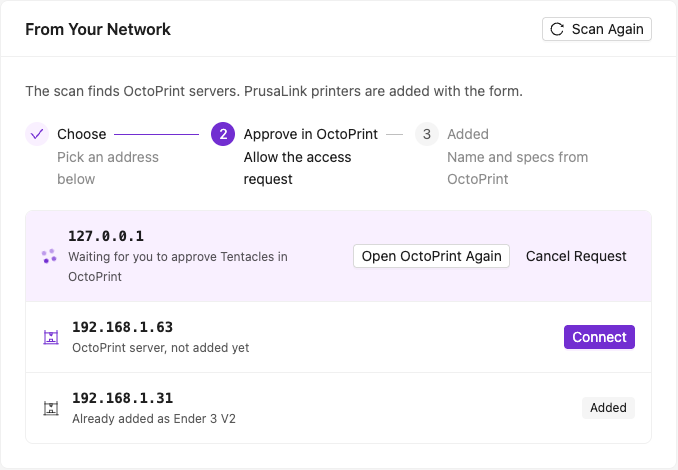 From Your Network
Scan Again
The scan finds OctoPrint servers. PrusaLink printers are added with the form.
Choose
Pick an address
below
2
Approve in OctoPrint
Allow the access
request
3
Added
Name and specs from
OctoPrint
127.0.0.1
Waiting for you to approve Tentacles in
OctoPrint
Open OctoPrint Again
Cancel Request
192.168.1.63
OctoPrint server, not added yet
Connect
192.168.1.31
Already added as Ender 3 V2
Added